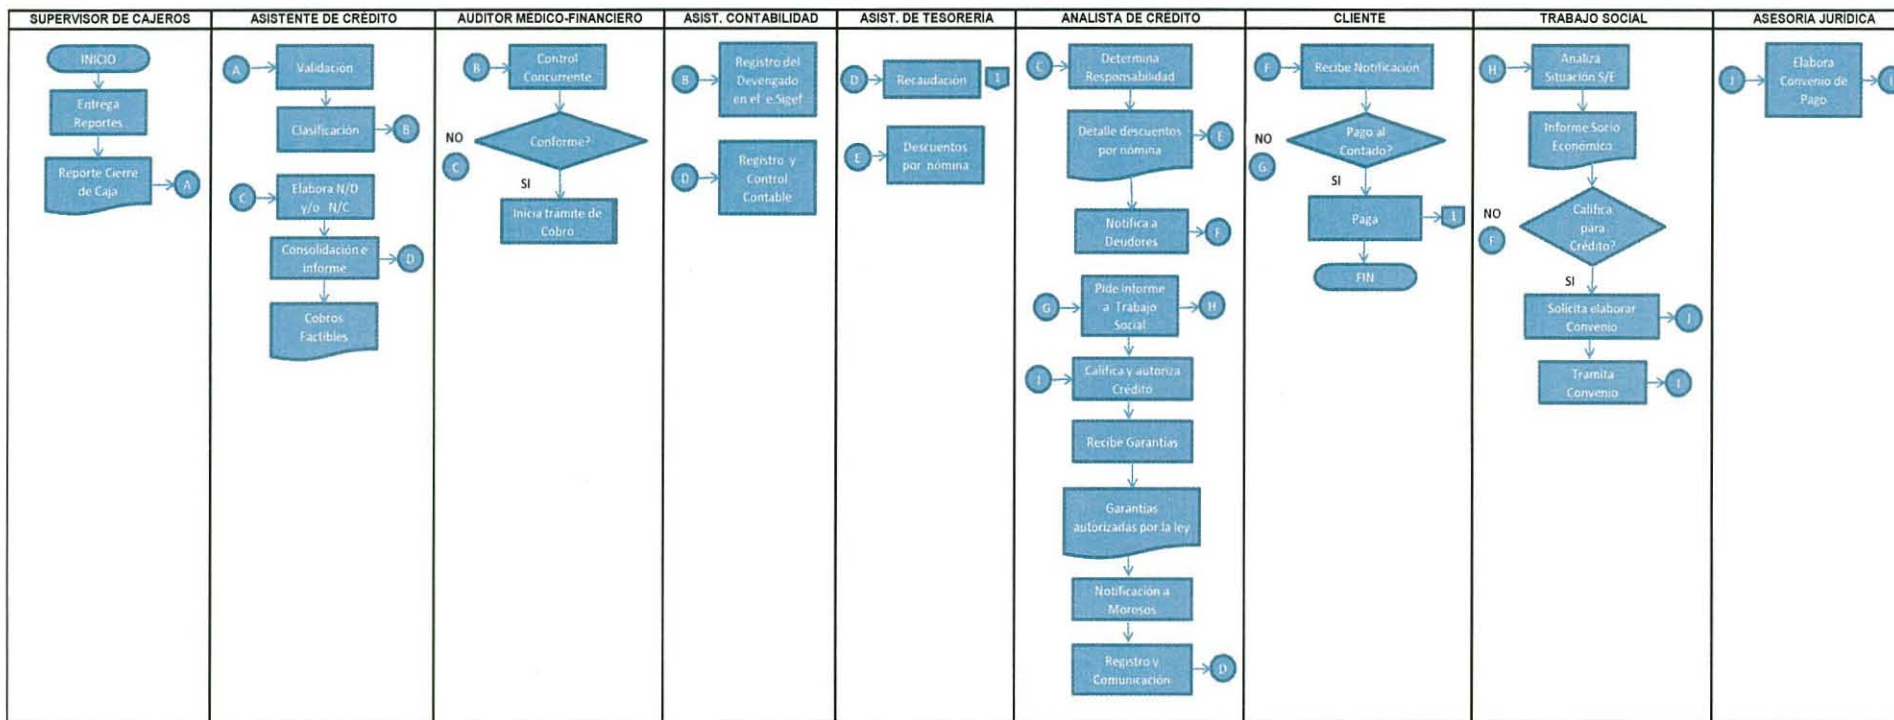 SUPERVISOR DE CAJEROS
INICIO
Entrega
Reportes
Reporte Cierre
de Caja
A
ASISTENTE DE CRÉDITO
A
Validación
Clasificación
B
C
Elabora N/D
y/o N/C
Consolidación e
informe
D
Cobros
Factibles
AUDITOR MÉDICO-FINANCIERO
B
Control
Concurrente
NO
Conforme?
C
SI
Inicia trámite de
Cobro
ASIST. CONTABILIDAD
B
Registro del
Devengado
en el e.Sigef
D
Registro y
Control
Contable
ASIST. DE TESORERÍA
D
Recaudación
1
E
Descuentos
por nómina
ANALISTA DE CRÉDITO
C
Determina
Responsabilidad
Detalle descuentos
por nómina
E
Notifica a
Deudores
F
G
Pide informe
a Trabajo
Social
H
I
Califica y autoriza
Crédito
Recibe Garantías
Garantías
autorizadas por la ley
Notificación a
Morosos
Registro y
Comunicación
D
CLIENTE
F
Recibe Notificación
NO
Pago al
Contado?
G
SI
Paga
1
FIN
TRABAJO SOCIAL
H
Analiza
Situación S/E
Informe Socio
Económico
NO
Califica
para
Crédito?
F
SI
Solicita elaborar
Convenio
J
Tramita
Convenio
I
ASESORIA JURÍDICA
J
Elabora
Convenio de
Pago